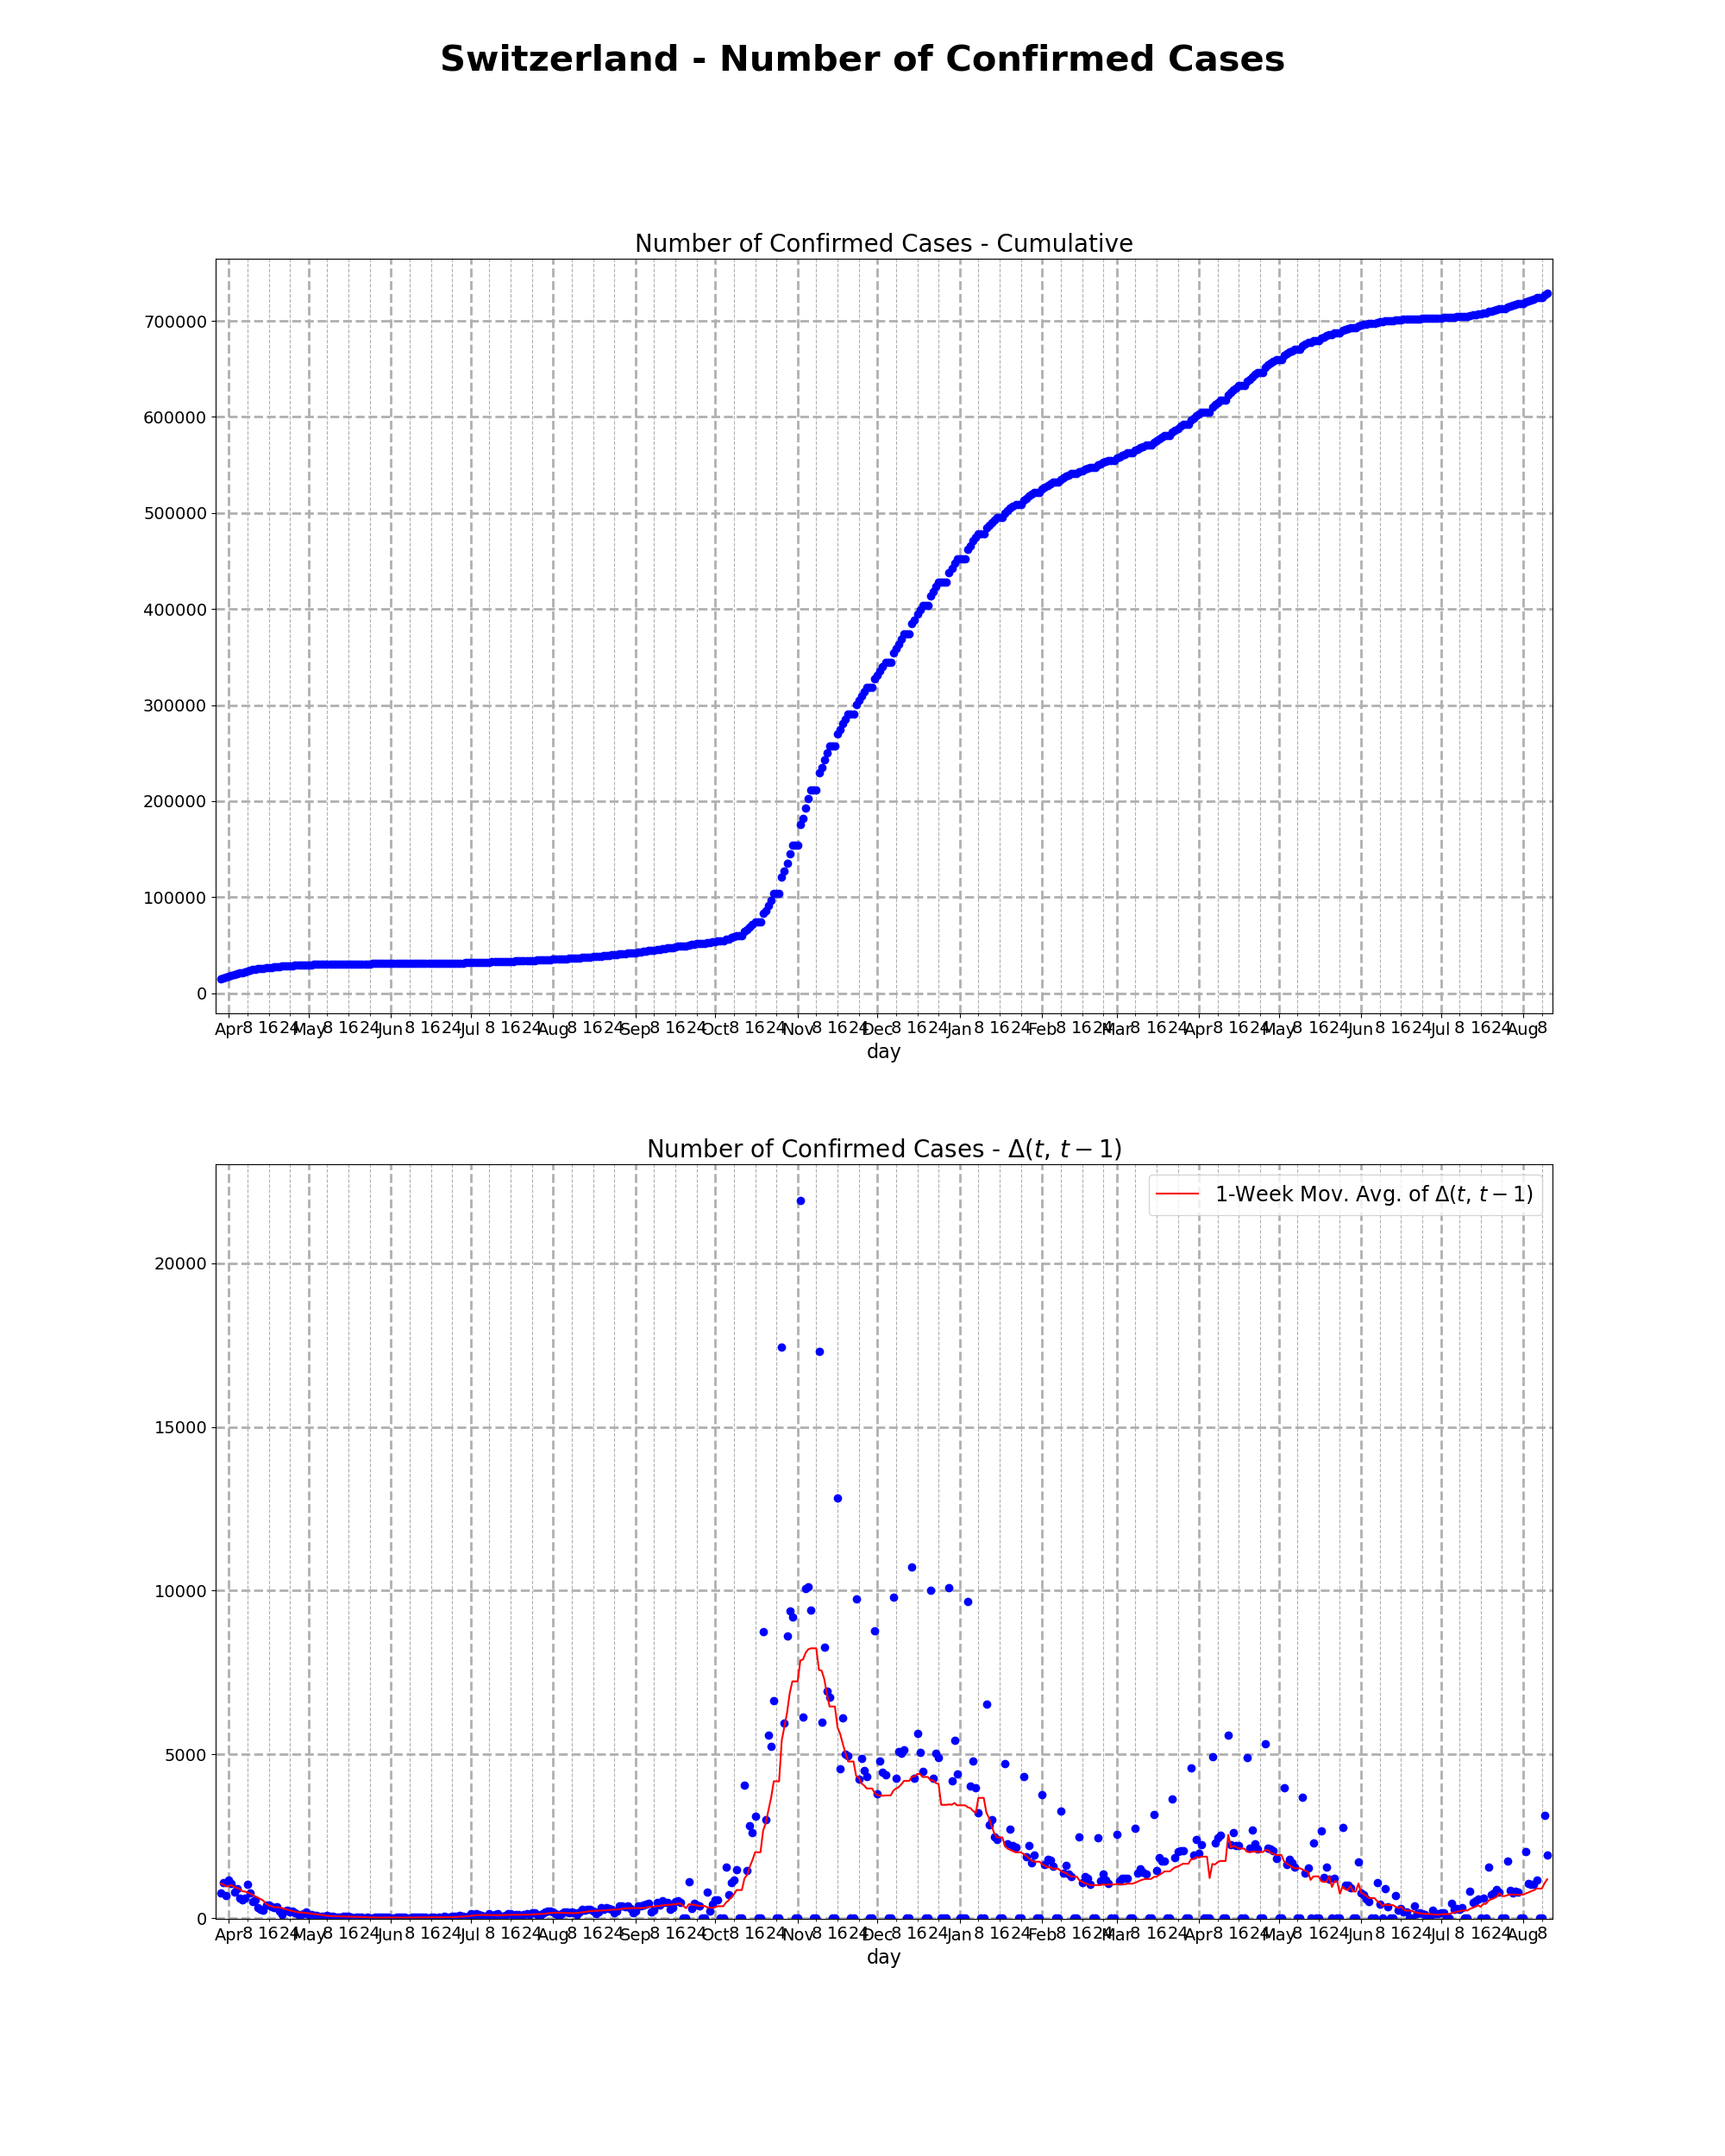 Switzerland - Number of Confirmed Cases
Number of Confirmed Cases - Cumulative
700000
600000
500000
400000
300000
200000
100000
0
Apr 8 16 24 May 8 16 24 Jun 8 16 24 Jul 8 16 24 Aug 8 16 24 Sep 8 16 24 Oct 8 16 24 Nov 8 16 24 Dec 8 16 24 Jan 8 16 24 Feb 8 16 24 Mar 8 16 24 Apr 8 16 24 May 8 16 24 Jun 8 16 24 Jul 8 16 24 Aug 8
day
Number of Confirmed Cases - Δ(t, t − 1)
1-Week Mov. Avg. of Δ(t, t − 1)
20000
15000
10000
5000
0
Apr 8 16 24 May 8 16 24 Jun 8 16 24 Jul 8 16 24 Aug 8 16 24 Sep 8 16 24 Oct 8 16 24 Nov 8 16 24 Dec 8 16 24 Jan 8 16 24 Feb 8 16 24 Mar 8 16 24 Apr 8 16 24 May 8 16 24 Jun 8 16 24 Jul 8 16 24 Aug 8
day